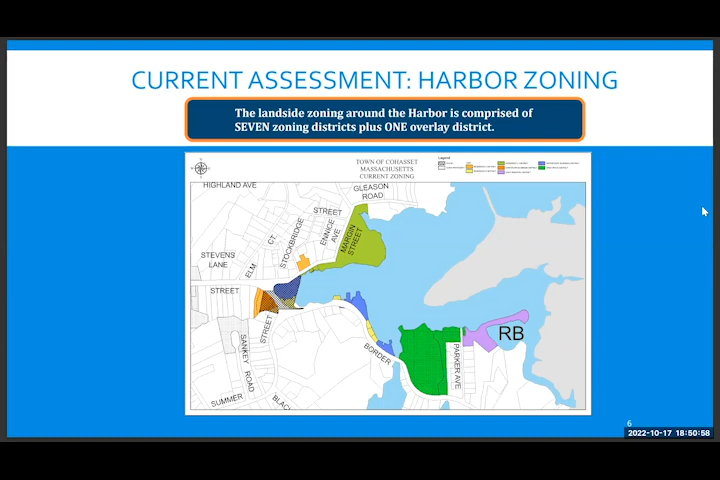 CURRENT ASSESSMENT: HARBOR ZONING
The landside zoning around the Harbor is comprised of
SEVEN zoning districts plus ONE overlay district.
TOWN OF COHASSET
MASSACHUSETTS
CURRENT ZONING
Legend
HIGHLAND AVE
GLEASON
ROAD
STREET
ENNICE
AVE
MARGIN
STREET
STOCKBRIDGE
CT.
ELM
STEVENS
LANE
STREET
STREET
SANKEY
ROAD
SUMMER
BORDER
PARKER AVE
RB
6
2022-10-17 18:50:58